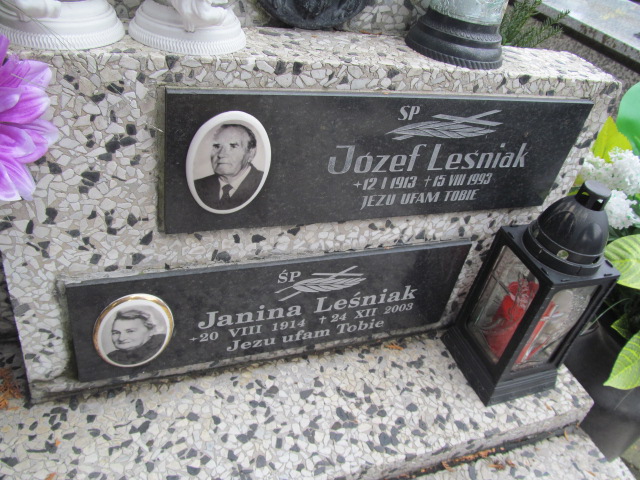 ŚP
Józef Leśniak
+12 I 1913 +15 VIII 1993
JEZU UFAM TOBIE
ŚP
Janina Leśniak
+20 VIII 1914 +24 XII 2003
Jezu ufam Tobie